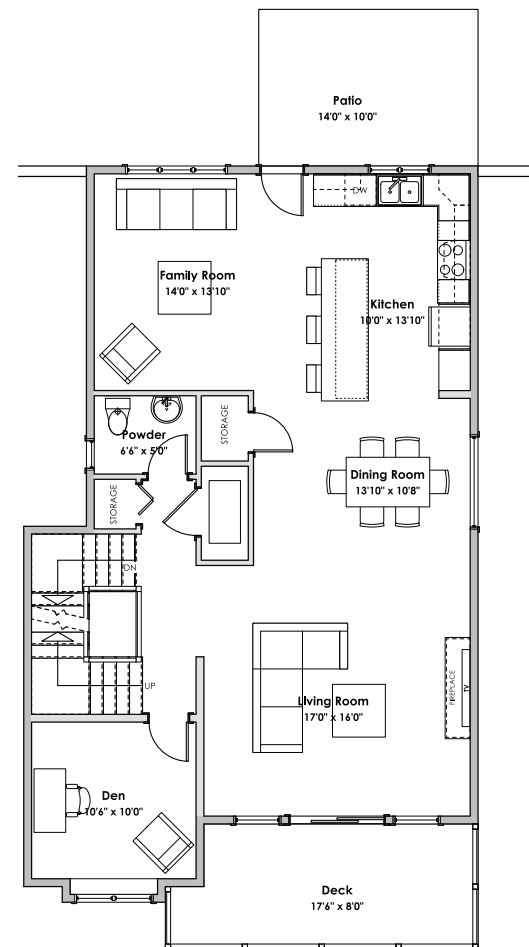 Patio
14'0" x 10'0"
DW
Family Room
14'0" x 13'10"
Kitchen
10'0" x 13'10"
STORAGE
Powder
6'6" x 5'0"
Dining Room
13'10" x 10'8"
STORAGE
DN
UP
Living Room
17'0" x 16'0"
FIREPLACE
TV
Den
10'6" x 10'0"
Deck
17'6" x 8'0"